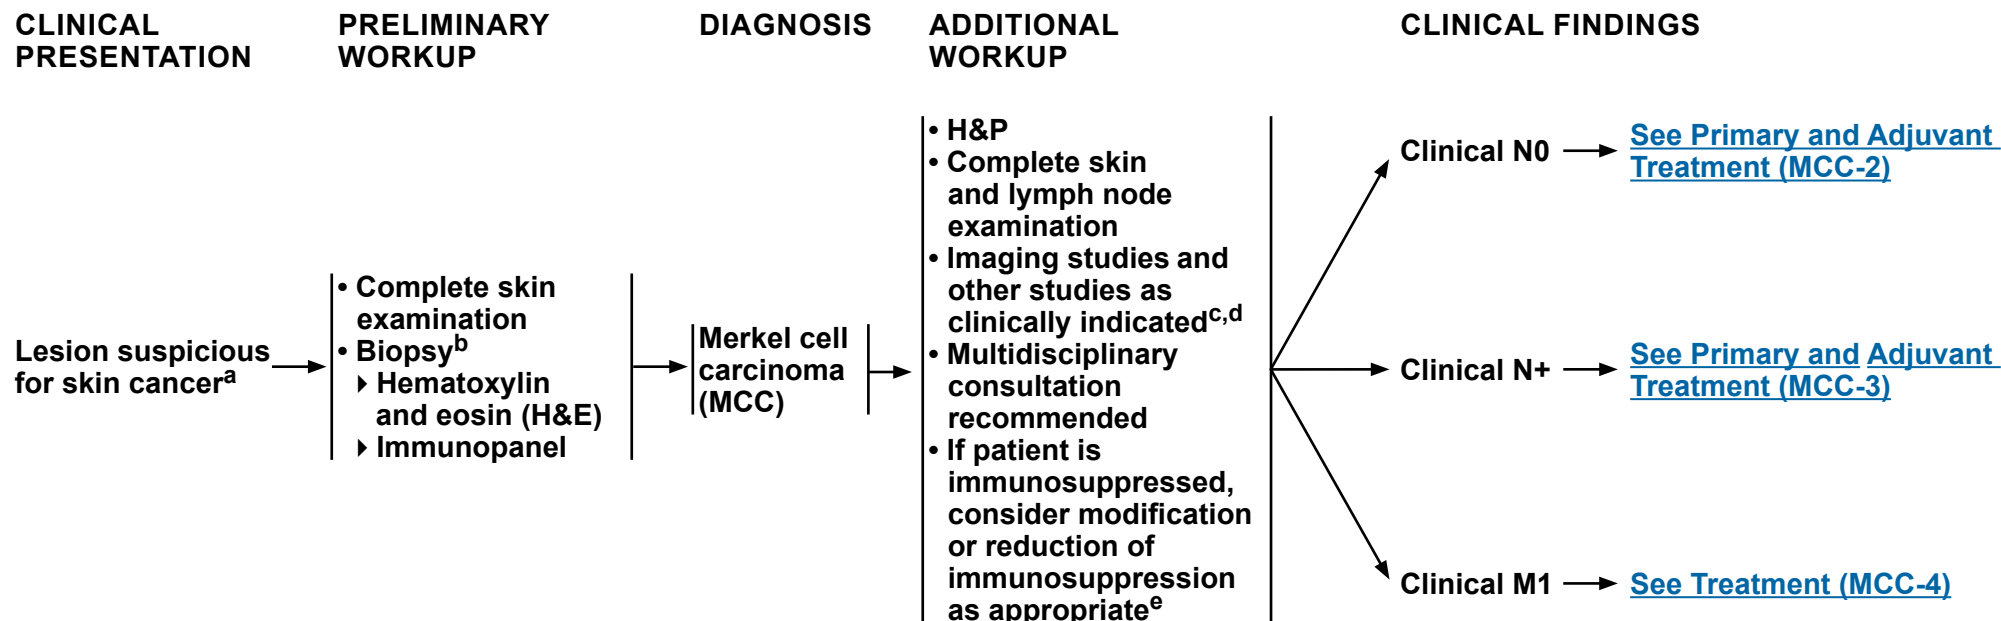 CLINICAL
PRESENTATION
PRELIMINARY
WORKUP
DIAGNOSIS
ADDITIONAL
WORKUP
CLINICAL FINDINGS
Lesion suspicious
for skin cancerᵃ
• Complete skin
examination
• Biopsyᵇ
▸ Hematoxylin
and eosin (H&E)
▸ Immunopanel
Merkel cell
carcinoma
(MCC)
• H&P
• Complete skin
and lymph node
examination
• Imaging studies and
other studies as
clinically indicatedᶜ,ᵈ
• Multidisciplinary
consultation
recommended
• If patient is
immunosuppressed,
consider modification
or reduction of
immunosuppression
as appropriateᵉ
Clinical N0
See Primary and Adjuvant
Treatment (MCC-2)
Clinical N+
See Primary and Adjuvant
Treatment (MCC-3)
Clinical M1
See Treatment (MCC-4)